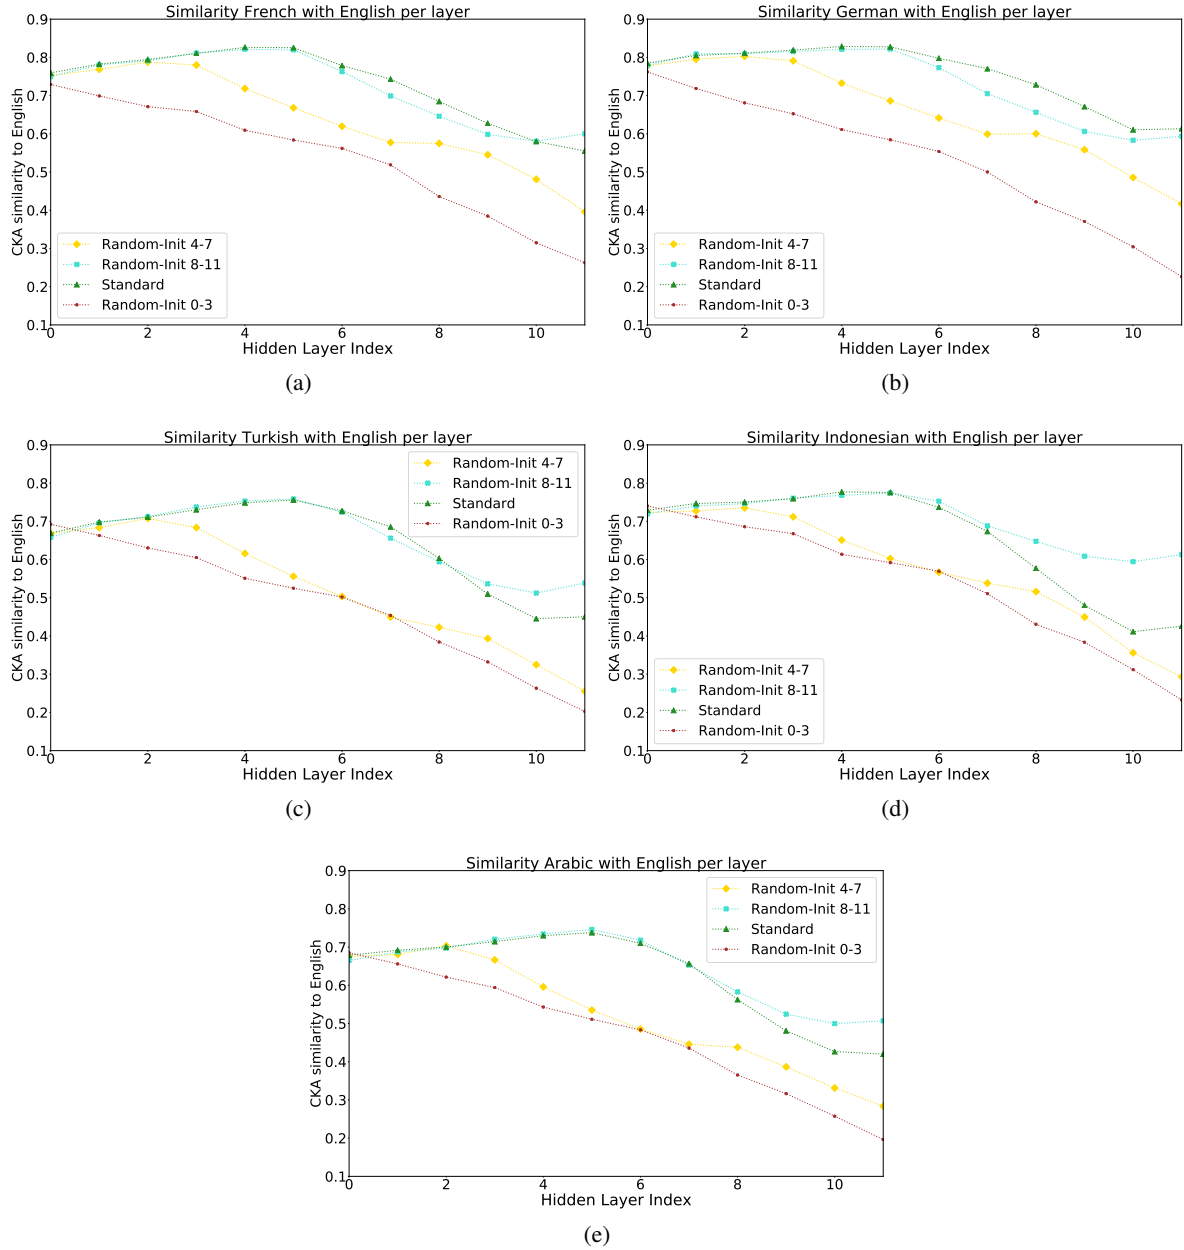 Similarity French with English per layer
CKA similarity to English
0.9
0.8
0.7
0.6
0.5
0.4
0.3
0.2
0.1
Random-Init 4-7
Random-Init 8-11
Standard
Random-Init 0-3
0 2 4 6 8 10
Hidden Layer Index
(a)
Similarity German with English per layer
CKA similarity to English
0.9
0.8
0.7
0.6
0.5
0.4
0.3
0.2
0.1
Random-Init 4-7
Random-Init 8-11
Standard
Random-Init 0-3
0 2 4 6 8 10
Hidden Layer Index
(b)
Similarity Turkish with English per layer
CKA similarity to English
0.9
0.8
0.7
0.6
0.5
0.4
0.3
0.2
0.1
Random-Init 4-7
Random-Init 8-11
Standard
Random-Init 0-3
0 2 4 6 8 10
Hidden Layer Index
(c)
Similarity Indonesian with English per layer
CKA similarity to English
0.9
0.8
0.7
0.6
0.5
0.4
0.3
0.2
0.1
Random-Init 4-7
Random-Init 8-11
Standard
Random-Init 0-3
0 2 4 6 8 10
Hidden Layer Index
(d)
Similarity Arabic with English per layer
CKA similarity to English
0.9
0.8
0.7
0.6
0.5
0.4
0.3
0.2
0.1
Random-Init 4-7
Random-Init 8-11
Standard
Random-Init 0-3
0 2 4 6 8 10
Hidden Layer Index
(e)